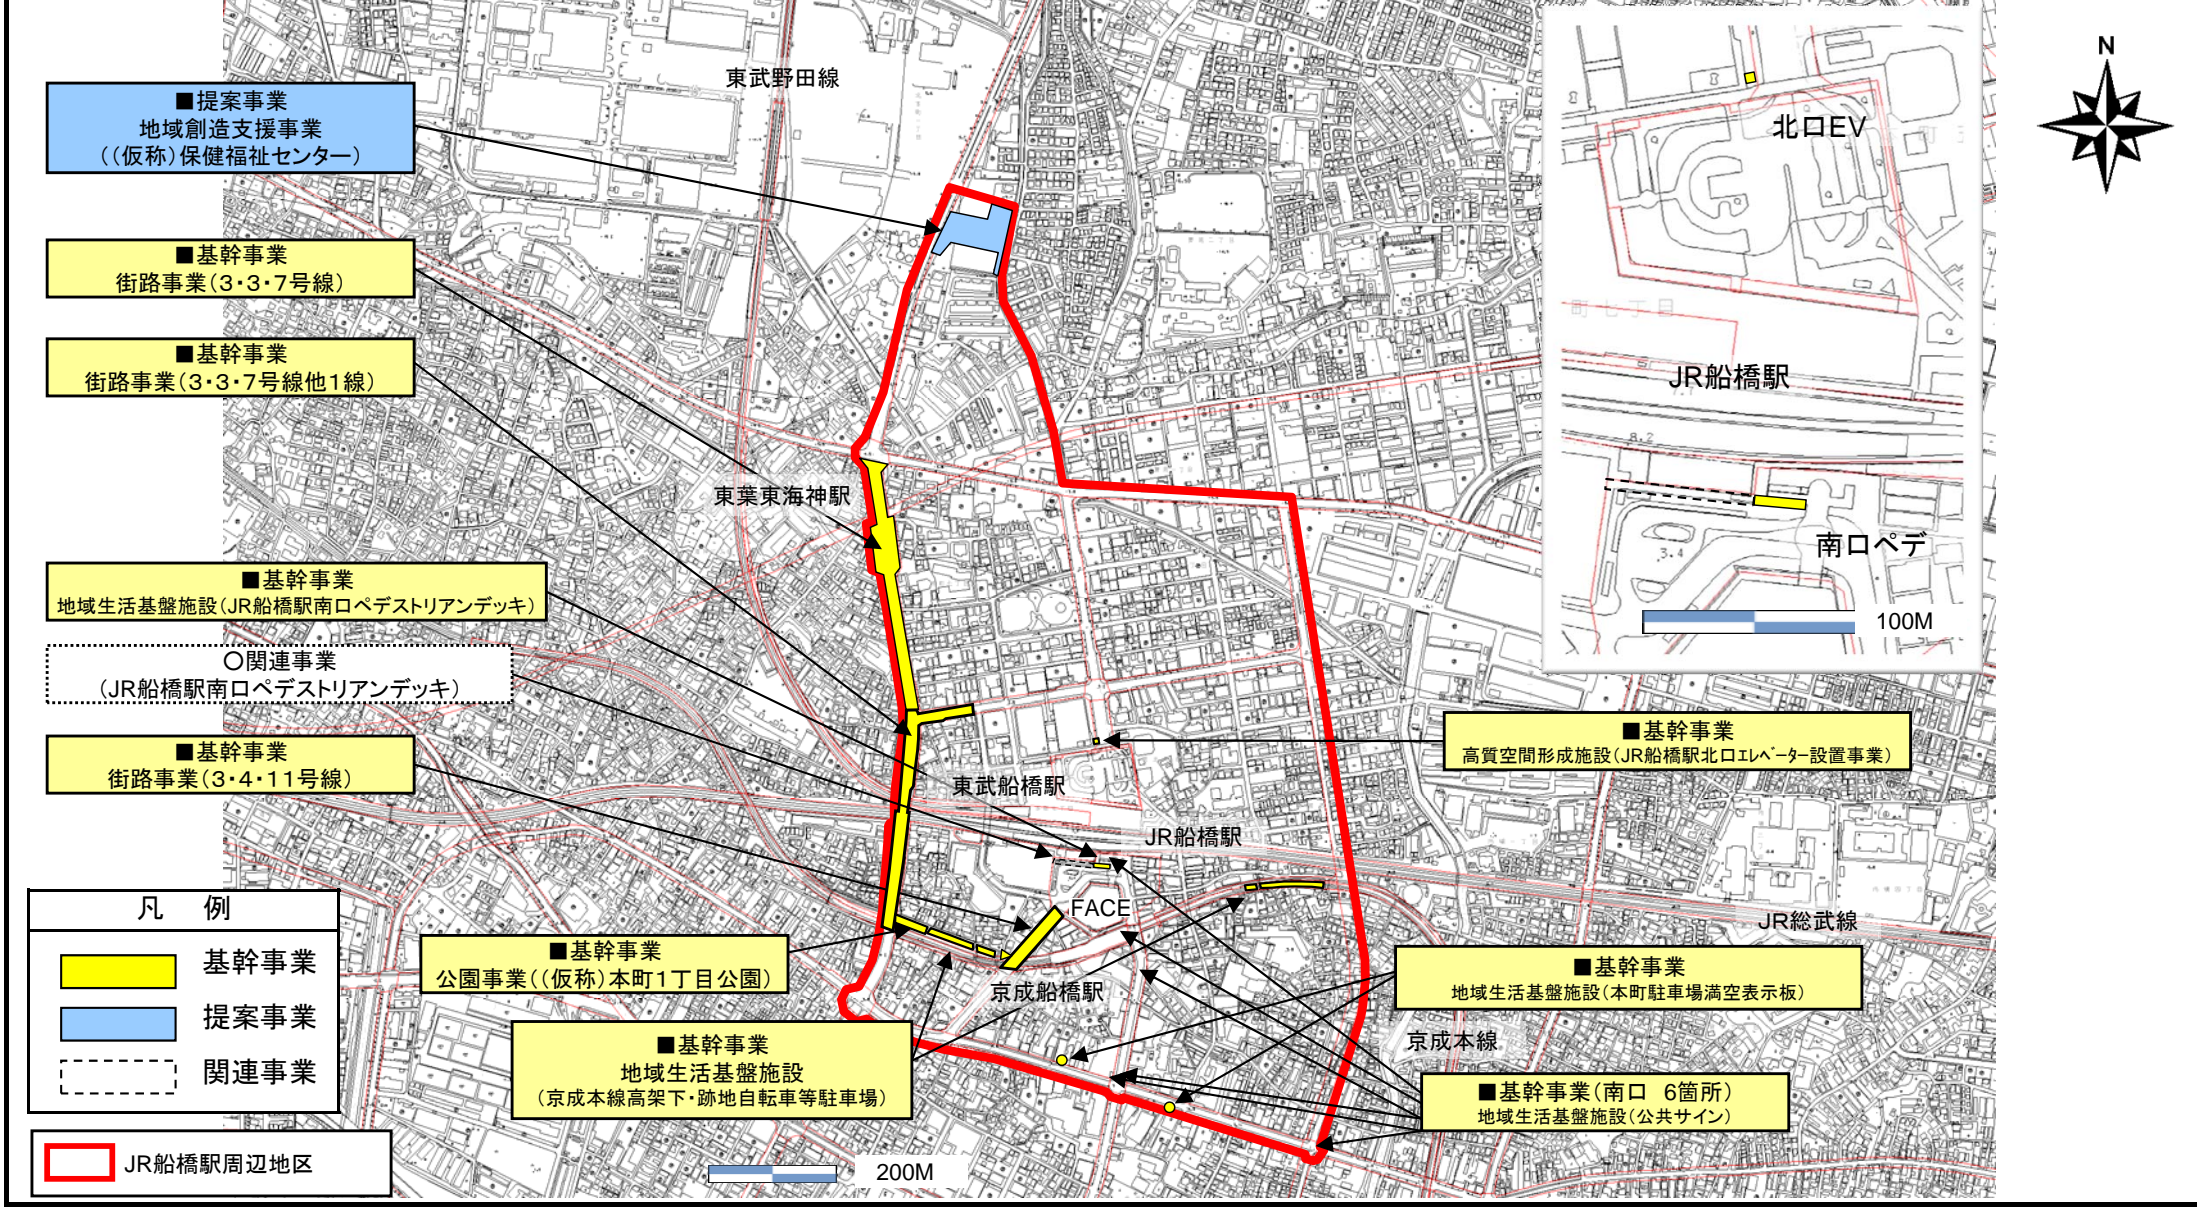 東武野田線
■提案事業
地域創造支援事業
((仮称)保健福祉センター)
■基幹事業
街路事業(3・3・7号線)
■基幹事業
街路事業(3・3・7号線他1線)
東葉東海神駅
■基幹事業
地域生活基盤施設(JR船橋駅南口ペデストリアンデッキ)
○関連事業
(JR船橋駅南口ペデストリアンデッキ)
■基幹事業
街路事業(3・4・11号線)
東武船橋駅
JR船橋駅
FACE
■基幹事業
公園事業((仮称)本町1丁目公園)
京成船橋駅
■基幹事業
地域生活基盤施設
(京成本線高架下・跡地自転車等駐車場)
凡 例
基幹事業
提案事業
関連事業
JR船橋駅周辺地区
200M
N
北口EV
町七丁目
JR船橋駅
8.2
3.4
南口ペデ
100M
■基幹事業
高質空間形成施設(JR船橋駅北口エレベーター設置事業)
JR総武線
■基幹事業
地域生活基盤施設(本町駐車場満空表示板)
京成本線
■基幹事業(南口 6箇所)
地域生活基盤施設(公共サイン)